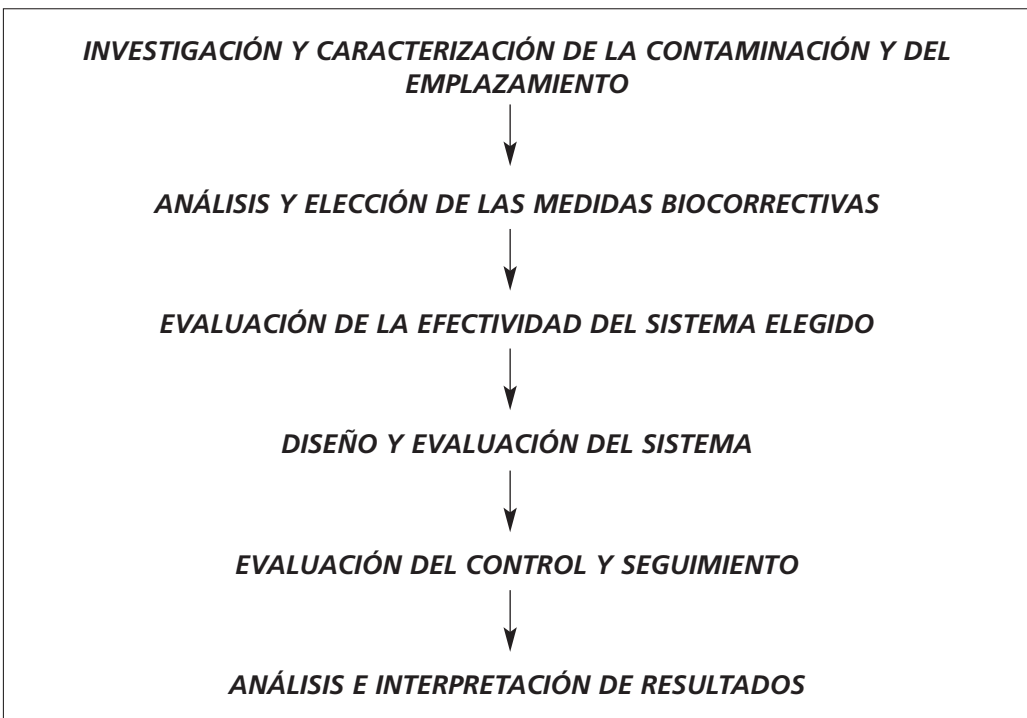 INVESTIGACIÓN Y CARACTERIZACIÓN DE LA CONTAMINACIÓN Y DEL
EMPLAZAMIENTO
ANÁLISIS Y ELECCIÓN DE LAS MEDIDAS BIOCORRECTIVAS
EVALUACIÓN DE LA EFECTIVIDAD DEL SISTEMA ELEGIDO
DISEÑO Y EVALUACIÓN DEL SISTEMA
EVALUACIÓN DEL CONTROL Y SEGUIMIENTO
ANÁLISIS E INTERPRETACIÓN DE RESULTADOS